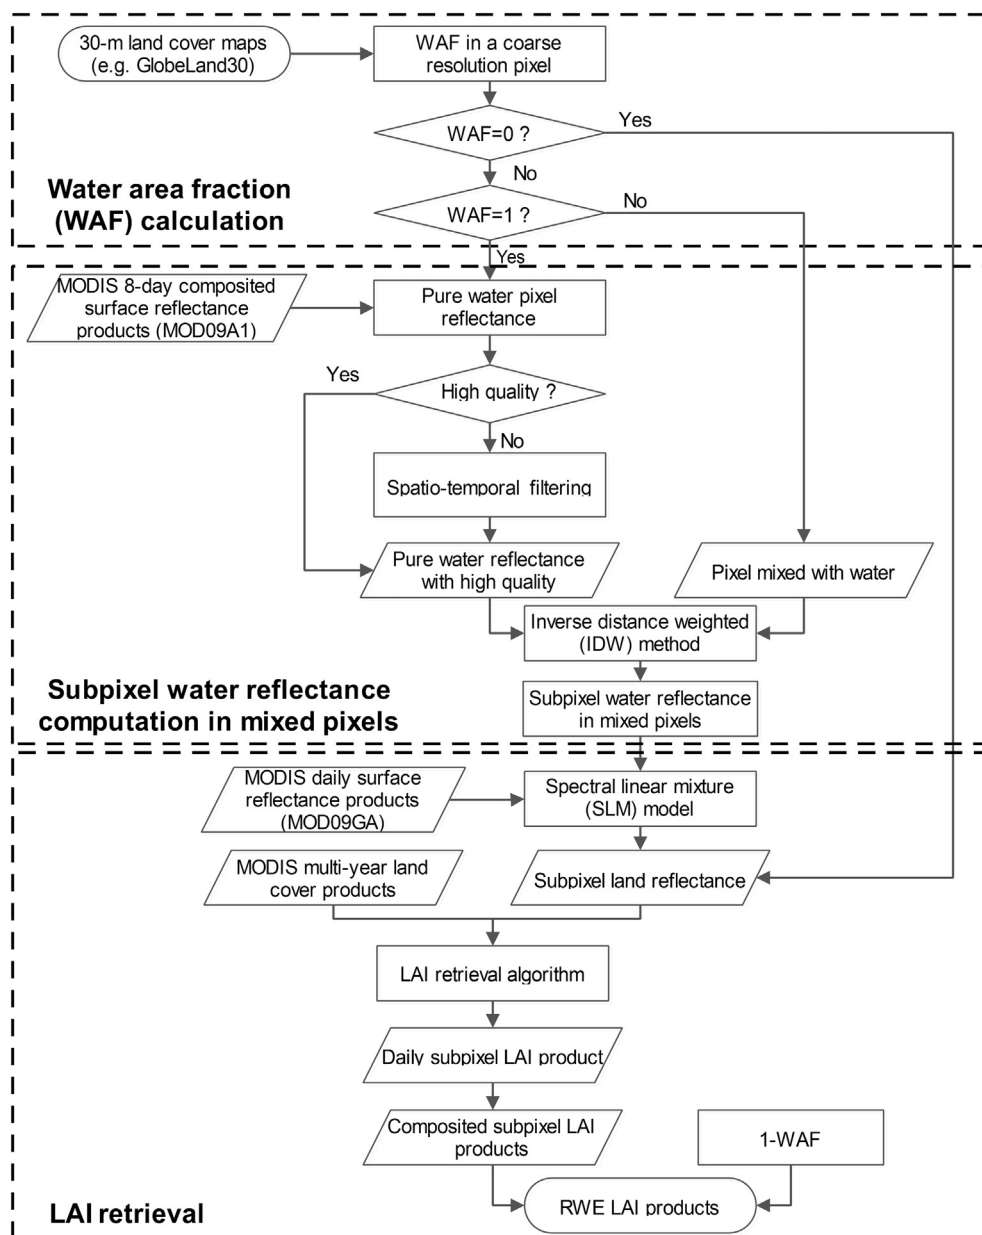 30-m land cover maps
(e.g. GlobeLand30)
WAF in a coarse
resolution pixel
WAF=0 ?
Yes
No
Water area fraction
(WAF) calculation
WAF=1 ?
No
Yes
MODIS 8-day composited
surface reflectance
products (MOD09A1)
Pure water pixel
reflectance
Yes
High quality ?
No
Spatio-temporal filtering
Pure water reflectance
with high quality
Pixel mixed with water
Inverse distance weighted
(IDW) method
Subpixel water reflectance
computation in mixed pixels
Subpixel water reflectance
in mixed pixels
MODIS daily surface
reflectance products
(MOD09GA)
Spectral linear mixture
(SLM) model
MODIS multi-year land
cover products
Subpixel land reflectance
LAI retrieval algorithm
Daily subpixel LAI product
Composited subpixel LAI
products
1-WAF
RWE LAI products
LAI retrieval